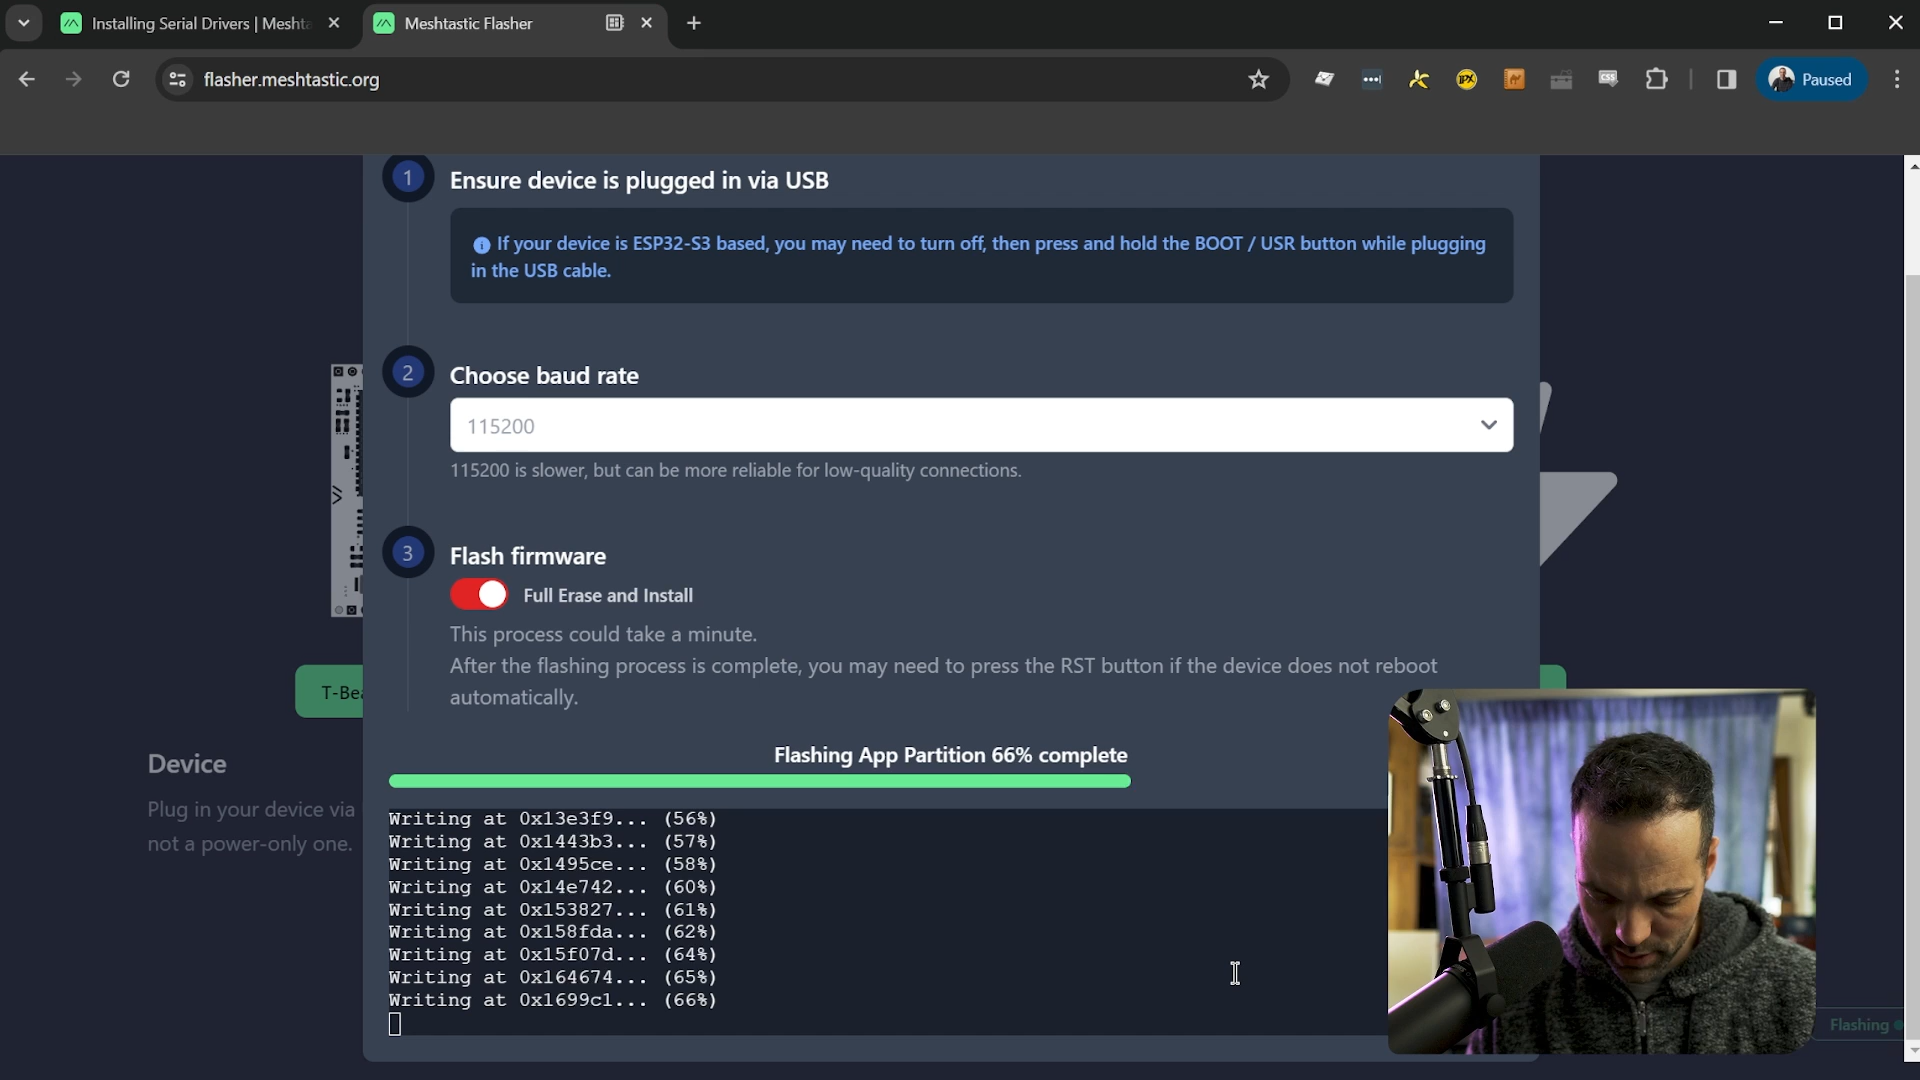 Installing Serial Drivers | Meshta
Meshtastic Flasher
flasher.meshtastic.org
IPX
CSS
Paused
1
Ensure device is plugged in via USB
If your device is ESP32-S3 based, you may need to turn off, then press and hold the BOOT / USR button while plugging
in the USB cable.
2
Choose baud rate
115200
115200 is slower, but can be more reliable for low-quality connections.
3
Flash firmware
Full Erase and Install
This process could take a minute.
After the flashing process is complete, you may need to press the RST button if the device does not reboot
automatically.
T-Bea
Device
Plug in your device via
not a power-only one.
Flashing App Partition 66% complete
Writing at 0x13e3f9... (56%)
Writing at 0x1443b3... (57%)
Writing at 0x1495ce... (58%)
Writing at 0x14e742... (60%)
Writing at 0x153827... (61%)
Writing at 0x158fda... (62%)
Writing at 0x15f07d... (64%)
Writing at 0x164674... (65%)
Writing at 0x1699c1... (66%)
Flashing